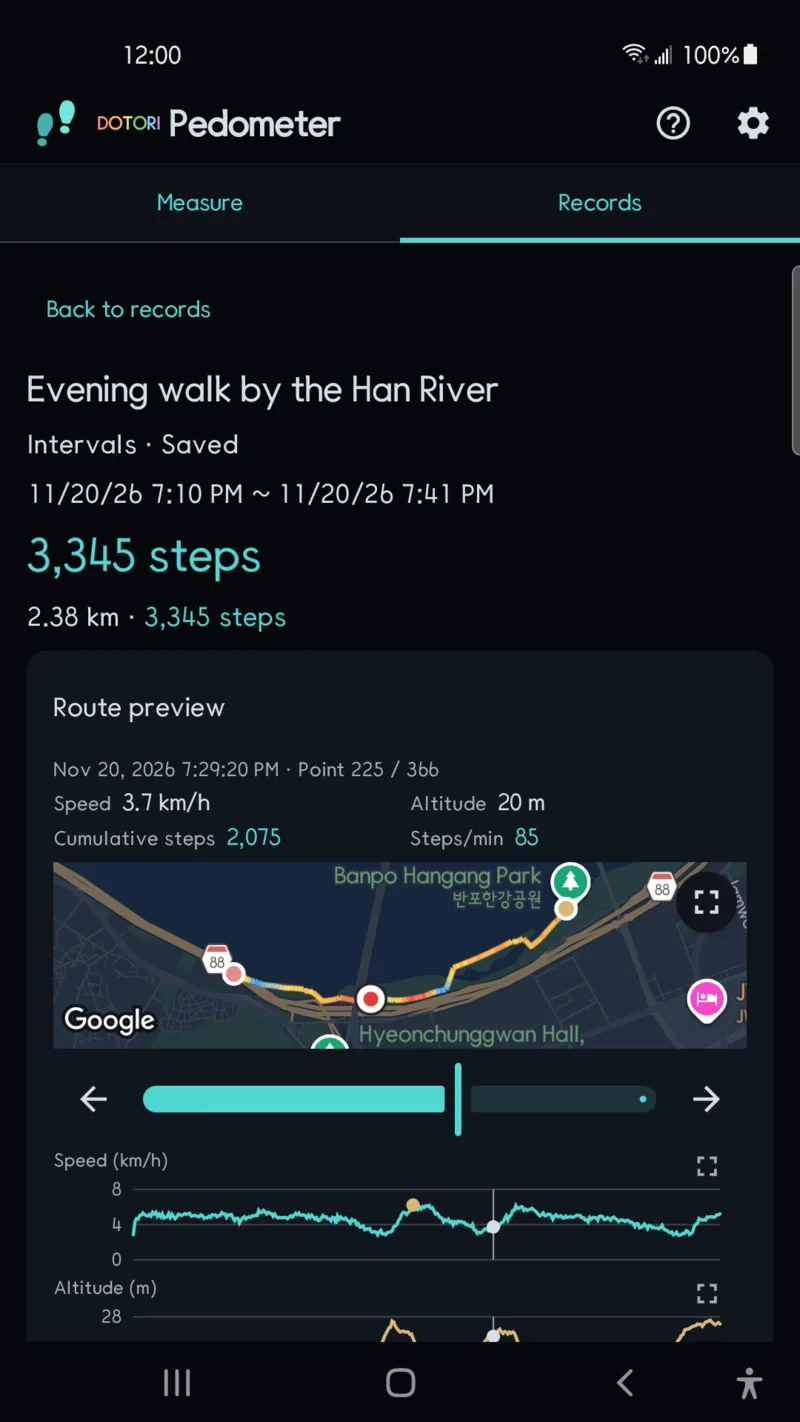 12:00
100%
DOTORI Pedometer
Measure
Records
Back to records
Evening walk by the Han River
Intervals · Saved
11/20/26 7:10 PM ~ 11/20/26 7:41 PM
3,345 steps
2.38 km · 3,345 steps
Route preview
Nov 20, 2026 7:29:20 PM · Point 225 / 366
Speed 3.7 km/h
Altitude 20 m
Cumulative steps 2,075
Steps/min 85
Banpo Hangang Park
반포한강공원
88
88
Google
Hyeonchunggwan Hall,
Speed (km/h)
8
4
0
Altitude (m)
28